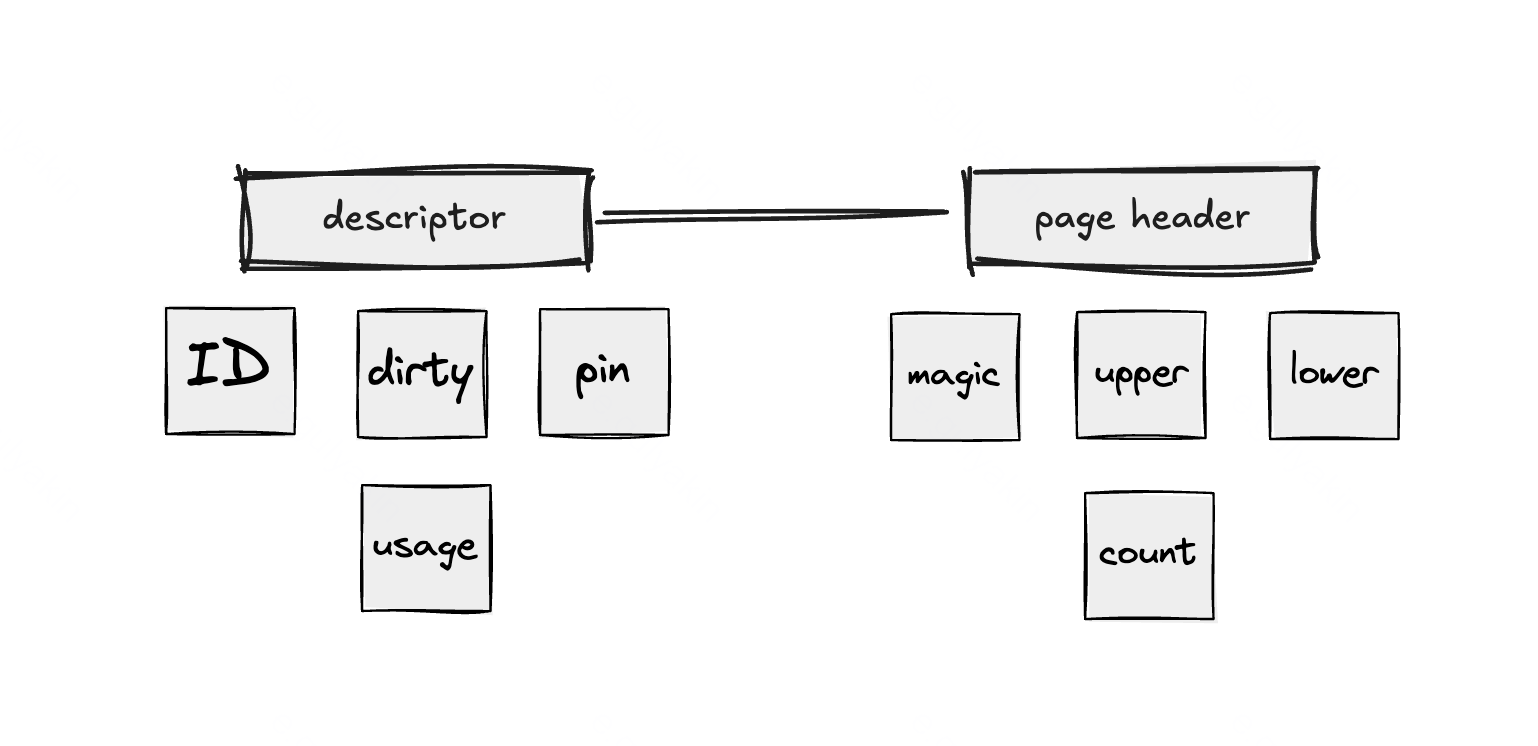 descriptor
page header
ID
dirty
pin
magic
upper
lower
usage
count